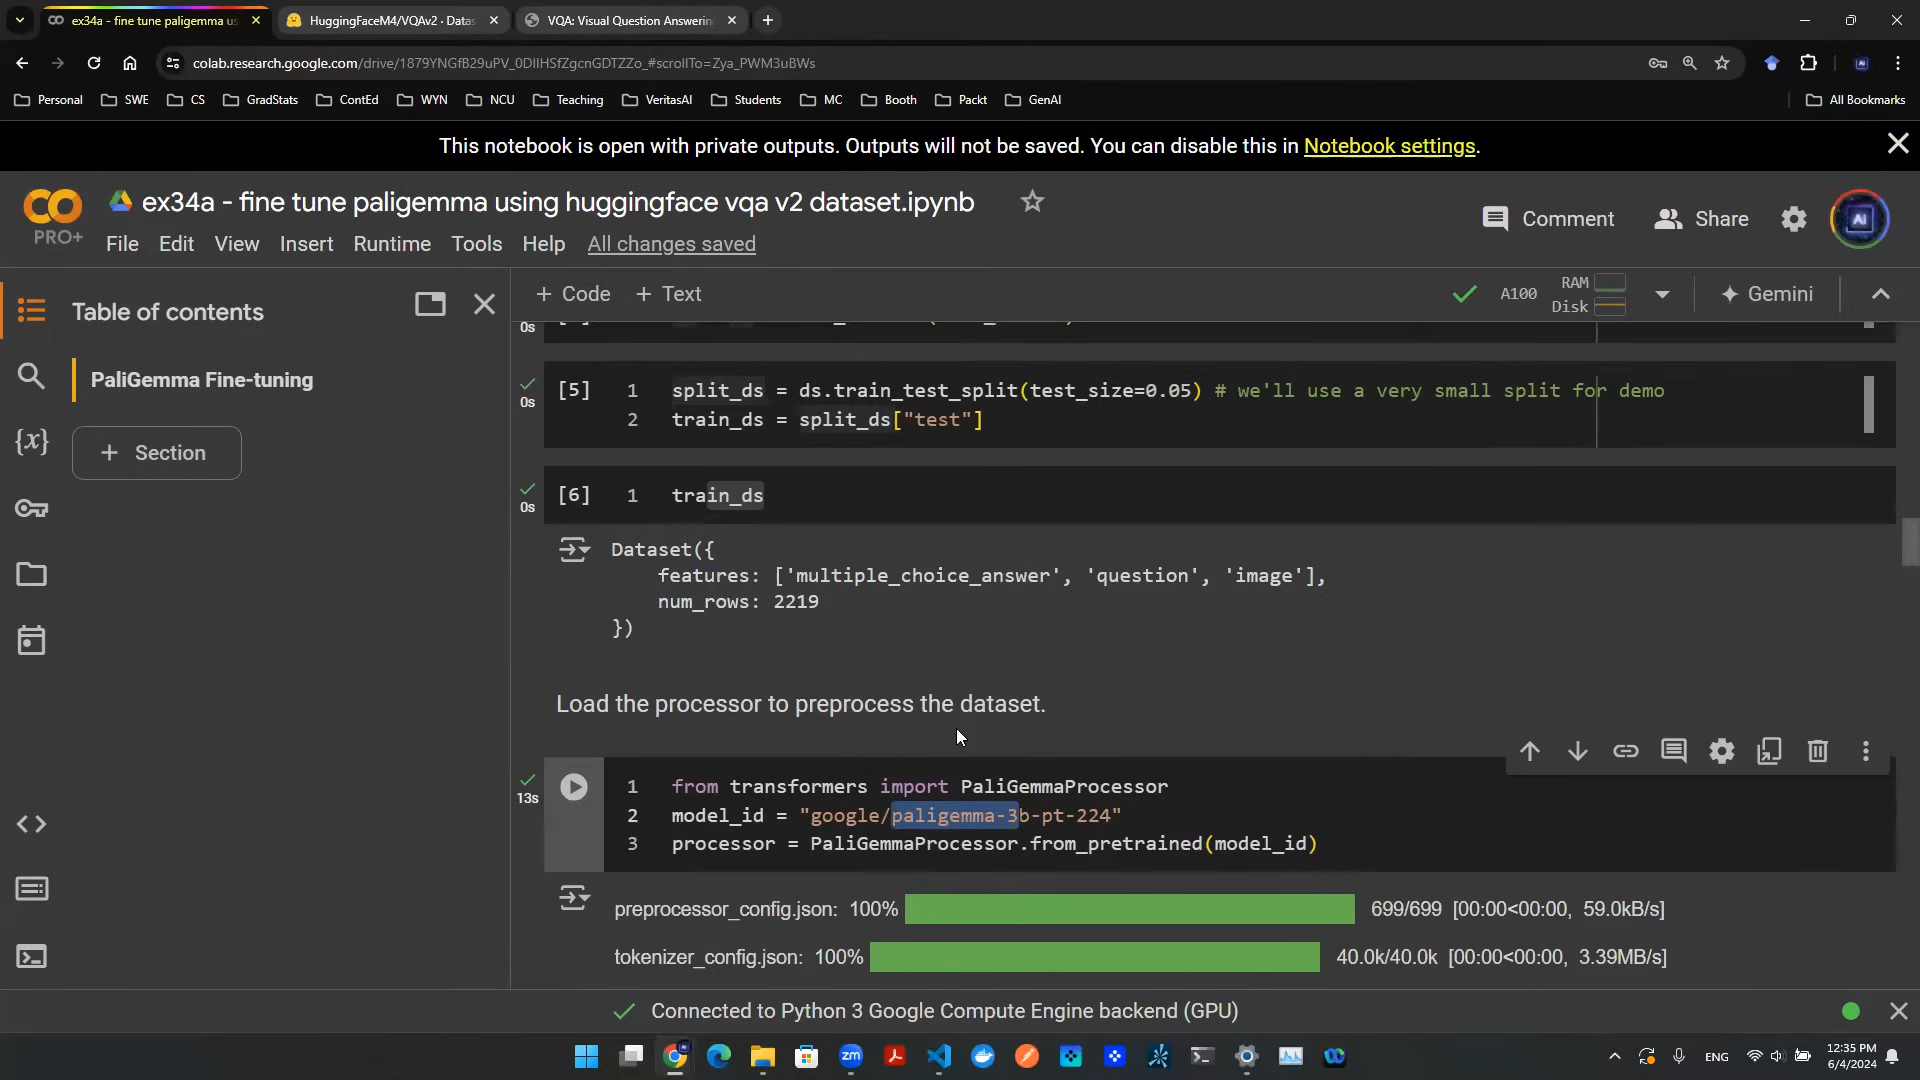 ex34a - fine tune paligemma us
HuggingFaceM4/VQAv2 · Datas
VQA: Visual Question Answerin
colab.research.google.com/drive/1879YNGfB29uPV_0DIIHSfZgcnGDTZZo_#scrollTo=Zya_PWM3uBWs
Personal SWE CS GradStats ContEd WYN NCU Teaching VeritasAI Students MC Booth Packt GenAI All Bookmarks
This notebook is open with private outputs. Outputs will not be saved. You can disable this in Notebook settings.
CO PRO+
ex34a - fine tune paligemma using huggingface vqa v2 dataset.ipynb
File Edit View Insert Runtime Tools Help All changes saved
Comment Share
Ai
Table of contents
+ Code + Text
A100 RAM Disk Gemini
PaliGemma Fine-tuning
+ Section
{x}
0s
[5] 1 split_ds = ds.train_test_split(test_size=0.05) # we'll use a very small split for demo
0s 2 train_ds = split_ds["test"]
[6] 1 train_ds
0s
Dataset({
features: ['multiple_choice_answer', 'question', 'image'],
num_rows: 2219
})
Load the processor to preprocess the dataset.
13s
1 from transformers import PaliGemmaProcessor
2 model_id = "google/paligemma-3b-pt-224"
3 processor = PaliGemmaProcessor.from_pretrained(model_id)
preprocessor_config.json: 100% 699/699 [00:00<00:00, 59.0kB/s]
tokenizer_config.json: 100% 40.0k/40.0k [00:00<00:00, 3.39MB/s]
Connected to Python 3 Google Compute Engine backend (GPU)
zm
ENG
12:35 PM
6/4/2024